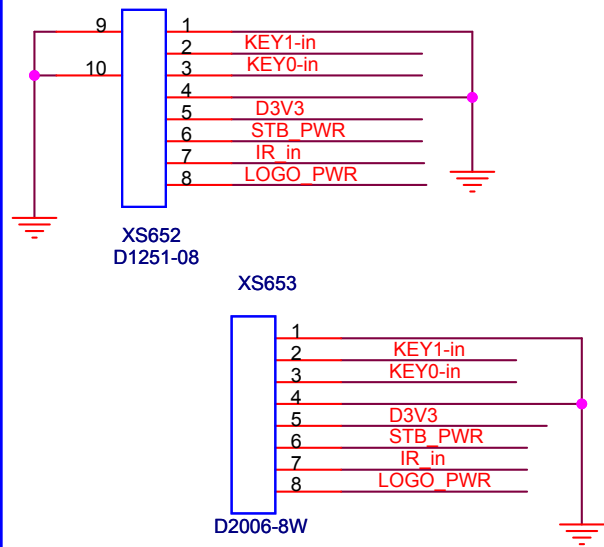 9 1
KEY1-in
2
10 3 KEY0-in
4
5 D3V3
6 STB_PWR
7 IR_in
8 LOGO_PWR
XS652
D1251-08
XS653
1
2 KEY1-in
3 KEY0-in
4
5 D3V3
6 STB_PWR
7 IR_in
8 LOGO_PWR
D2006-8W